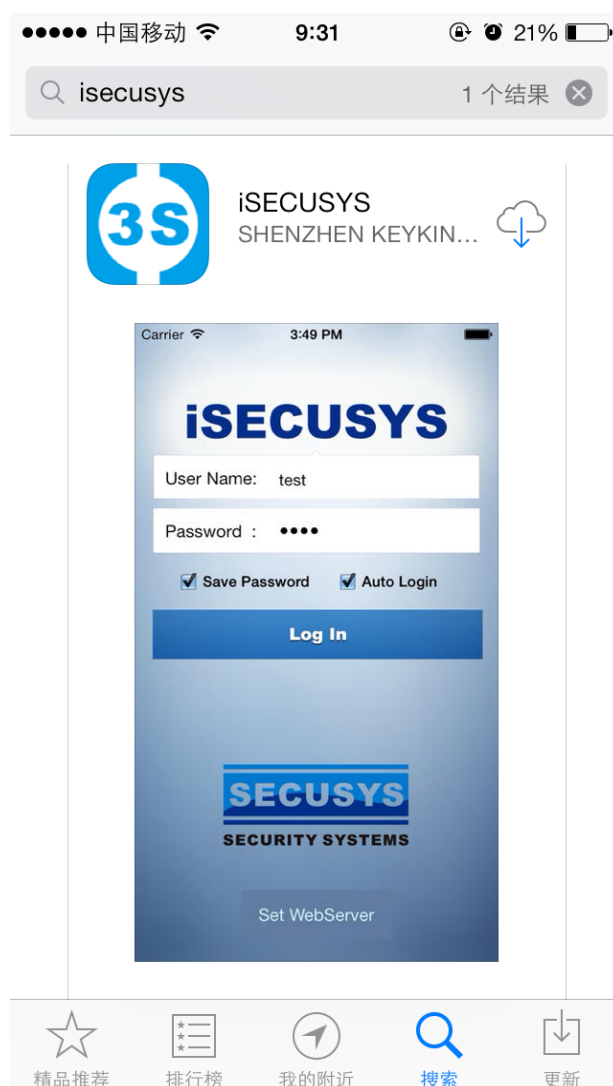 中国移动 9:31 21%
isecusys 1 个结果
3S
iSECUSYS
SHENZHEN KEYKIN...
Carrier 3:49 PM
iSECUSYS
User Name: test
Password : ••••
Save Password Auto Login
Log In
SECUSYS
SECURITY SYSTEMS
Set WebServer
精品推荐 排行榜 我的附近 搜索 更新